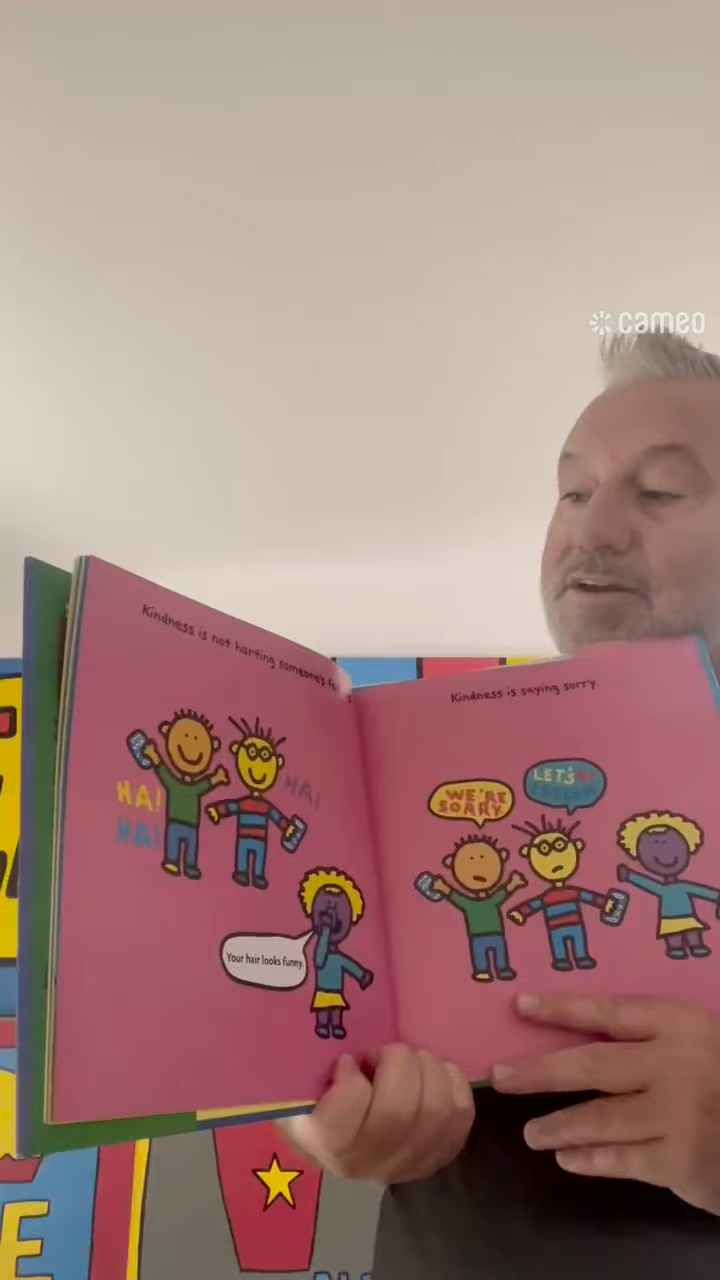 cameo
Kindness is not hurting someone's
HA!
HA!
HA!
Your hair looks funny.
Kindness is saying sorry.
WE'RE
SORRY
LET'S
E